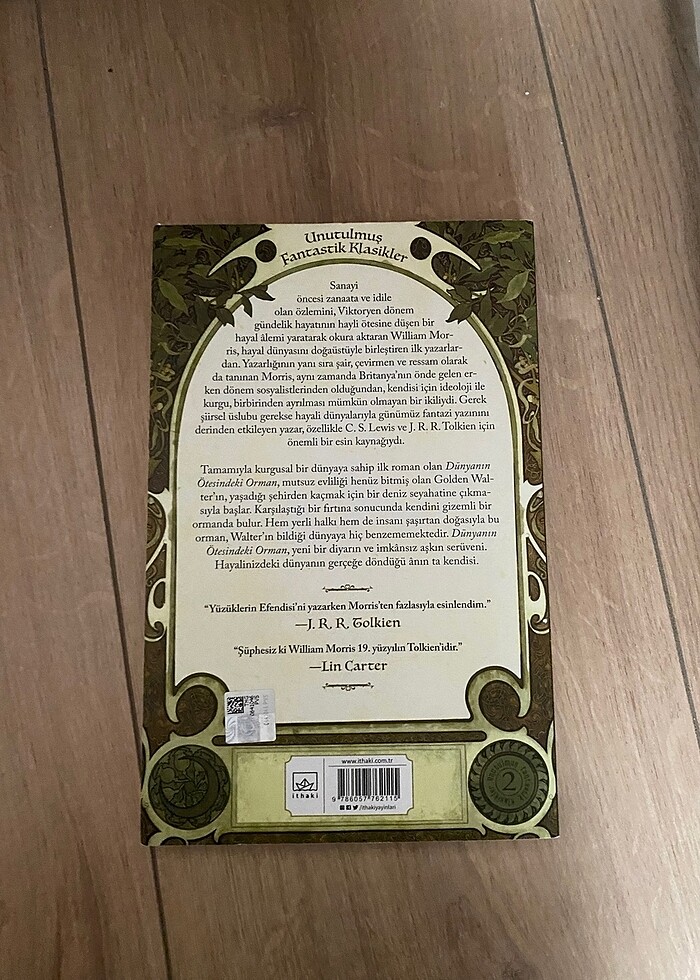 Unutulmuş
Fantastik Klasikler
Sanayi
öncesi zanaata ve idile
olan özlemini, Viktoryen dönem
gündelik hayatının hayli ötesine düşen bir
hayal âlemi yaratarak okura aktaran William Mor-
ris, hayal dünyasını doğaüstüyle birleştiren ilk yazarlar-
dan. Yazarlığının yanı sıra şair, çevirmen ve ressam olarak
da tanınan Morris, aynı zamanda Britanya'nın önde gelen er-
ken dönem sosyalistlerinden olduğundan, kendisi için ideoloji ile
kurgu, birbirinden ayrılması mümkün olmayan bir ikiliydi. Gerek
şiirsel üslubu gerekse hayali dünyalarıyla günümüz fantazi yazınını
derinden etkileyen yazar, özellikle C. S. Lewis ve J. R. R. Tolkien için
önemli bir esin kaynağıydı.
Tamamıyla kurgusal bir dünyaya sahip ilk roman olan Dünyanın
Ötesindeki Orman, mutsuz evliliği henüz bitmiş olan Golden Wal-
ter'ın, yaşadığı şehirden kaçmak için bir deniz seyahatine çıkma-
sıyla başlar. Karşılaştığı bir fırtına sonucunda kendini gizemli bir
ormanda bulur. Hem yerli halkı hem de insanı şaşırtan doğasıyla bu
orman, Walter'ın bildiği dünyaya hiç benzememektedir. Dünyanın
Ötesindeki Orman, yeni bir diyarın ve imkânsız aşkın serüveni.
Hayalinizdeki dünyanın gerçeğe döndüğü ânın ta kendisi.
"Yüzüklerin Efendisi'ni yazarken Morris'ten fazlasıyla esinlendim."
—J. R. R. Tolkien
"Şüphesiz ki William Morris 19. yüzyılın Tolkien'idir."
—Lin Carter
www.ithaki.com.tr
ithaki
9 786057 762115
/ithakiyayinlari
Unutulmuş Fantastik Klasikler
2